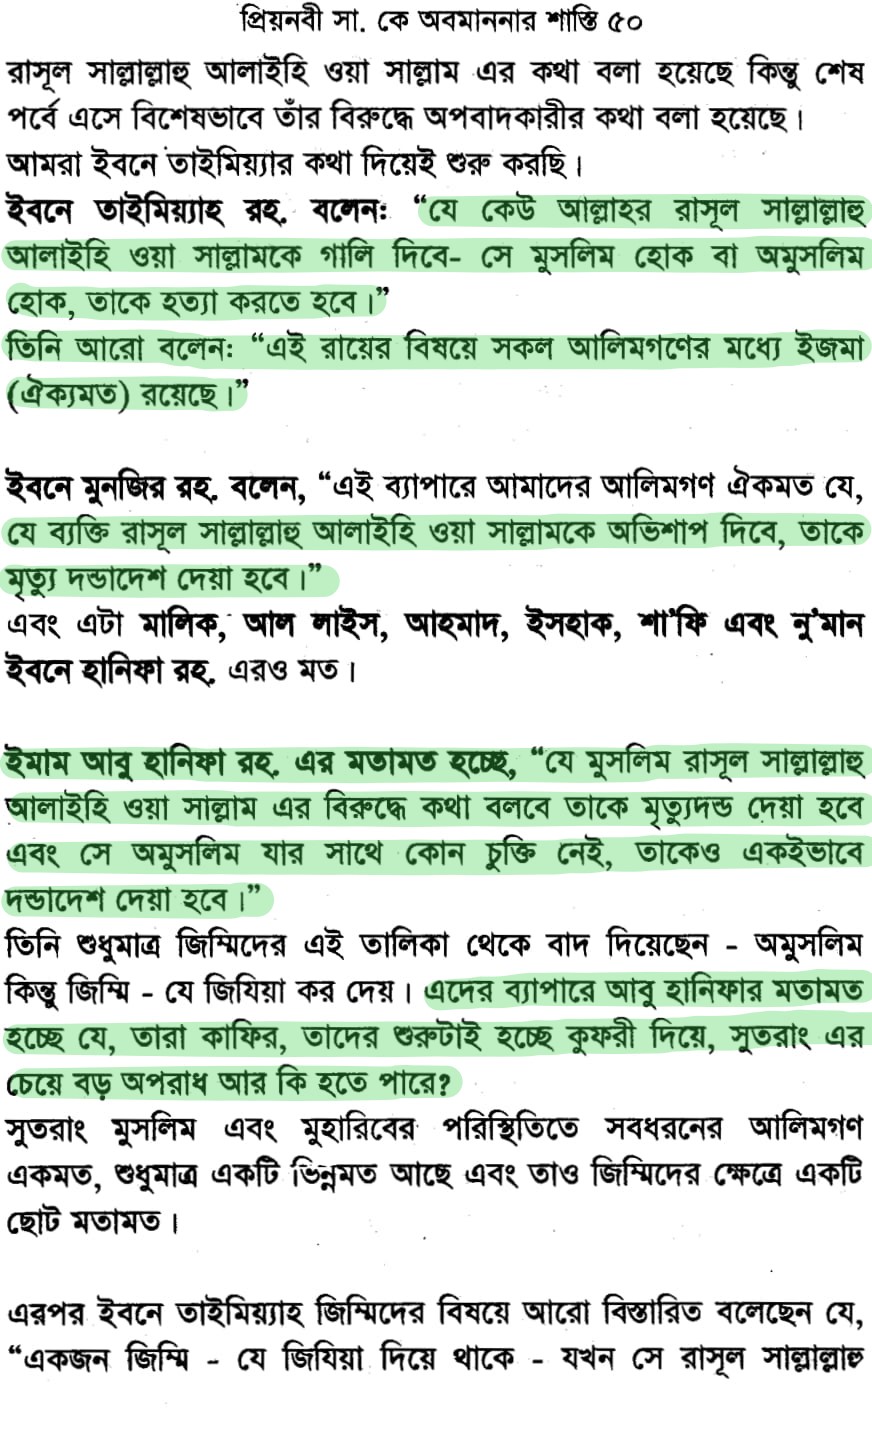 প্রিয়নবী সা. কে অবমাননার শাস্তি ৫০
রাসূল সাল্লাল্লাহু আলাইহি ওয়া সাল্লাম এর কথা বলা হয়েছে কিন্তু শেষ
পর্বে এসে বিশেষভাবে তাঁর বিরুদ্ধে অপবাদকারীর কথা বলা হয়েছে।
আমরা ইবনে তাইমিয়্যার কথা দিয়েই শুরু করছি।
ইবনে তাইমিয়্যাহ রহ. বলেনঃ “যে কেউ আল্লাহর রাসূল সাল্লাল্লাহু
আলাইহি ওয়া সাল্লামকে গালি দিবে- সে মুসলিম হোক বা অমুসলিম
হোক, তাকে হত্যা করতে হবে।”
তিনি আরো বলেনঃ “এই রায়ের বিষয়ে সকল আলিমগণের মধ্যে ইজমা
(ঐক্যমত) রয়েছে।”
ইবনে মুনজির রহ. বলেন, “এই ব্যাপারে আমাদের আলিমগণ ঐকমত যে,
যে ব্যক্তি রাসূল সাল্লাল্লাহু আলাইহি ওয়া সাল্লামকে অভিশাপ দিবে, তাকে
মৃত্যু দন্ডাদেশ দেয়া হবে।”
এবং এটা মালিক, আল লাইস, আহমাদ, ইসহাক, শা’ফি এবং নু’মান
ইবনে হানিফা রহ. এরও মত।
ইমাম আবু হানিফা রহ. এর মতামত হচ্ছে, “যে মুসলিম রাসূল সাল্লাল্লাহু
আলাইহি ওয়া সাল্লাম এর বিরুদ্ধে কথা বলবে তাকে মৃত্যুদন্ড দেয়া হবে
এবং সে অমুসলিম যার সাথে কোন চুক্তি নেই, তাকেও একইভাবে
দন্ডাদেশ দেয়া হবে।”
তিনি শুধুমাত্র জিম্মিদের এই তালিকা থেকে বাদ দিয়েছেন - অমুসলিম
কিন্তু জিম্মি - যে জিযিয়া কর দেয়। এদের ব্যাপারে আবু হানিফার মতামত
হচ্ছে যে, তারা কাফির, তাদের শুরুটাই হচ্ছে কুফরী দিয়ে, সুতরাং এর
চেয়ে বড় অপরাধ আর কি হতে পারে?
সুতরাং মুসলিম এবং মুহারিবের পরিস্থিতিতে সবধরনের আলিমগণ
একমত, শুধুমাত্র একটি ভিন্নমত আছে এবং তাও জিম্মিদের ক্ষেত্রে একটি
ছোট মতামত।
এরপর ইবনে তাইমিয়্যাহ জিম্মিদের বিষয়ে আরো বিস্তারিত বলেছেন যে,
“একজন জিম্মি - যে জিযিয়া দিয়ে থাকে - যখন সে রাসূল সাল্লাল্লাহু